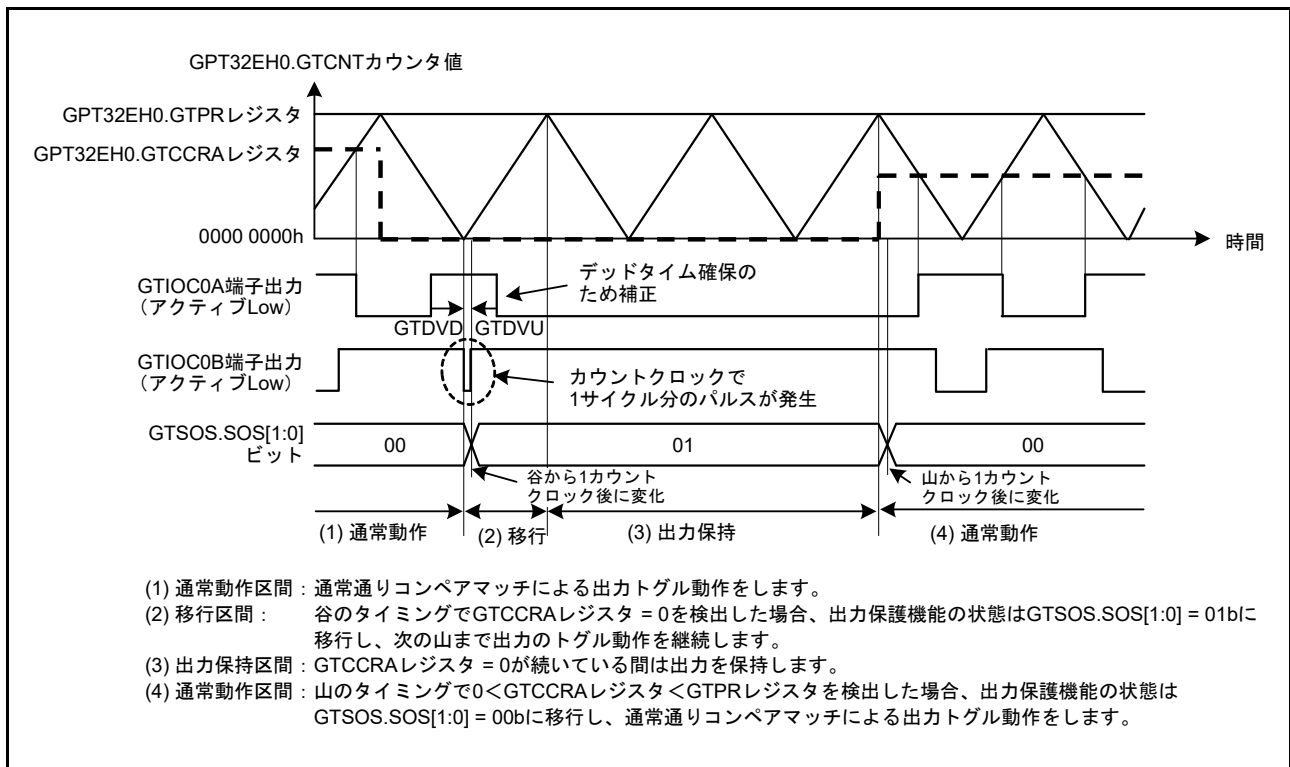 GPT32EH0.GTCNTカウンタ値
GPT32EH0.GTPRレジスタ
GPT32EH0.GTCCRAレジスタ
0000 0000h
時間
GTIOC0A端子出力
（アクティブLow）
デッドタイム確保の
ため補正
GTDVD
GTDVU
GTIOC0B端子出力
（アクティブLow）
カウントクロックで
1サイクル分のパルスが発生
GTSOS.SOS[1:0]
ビット
00
01
00
谷から1カウント
クロック後に変化
山から1カウント
クロック後に変化
(1) 通常動作
(2) 移行
(3) 出力保持
(4) 通常動作
(1) 通常動作区間：通常通りコンペアマッチによる出力トグル動作をします。
(2) 移行区間： 谷のタイミングでGTCCRAレジスタ = 0を検出した場合、出力保護機能の状態はGTSOS.SOS[1:0] = 01bに
移行し、次の山まで出力のトグル動作を継続します。
(3) 出力保持区間：GTCCRAレジスタ = 0が続いている間は出力を保持します。
(4) 通常動作区間：山のタイミングで0＜GTCCRAレジスタ＜GTPRレジスタを検出した場合、出力保護機能の状態は
GTSOS.SOS[1:0] = 00bに移行し、通常通りコンペアマッチによる出力トグル動作をします。